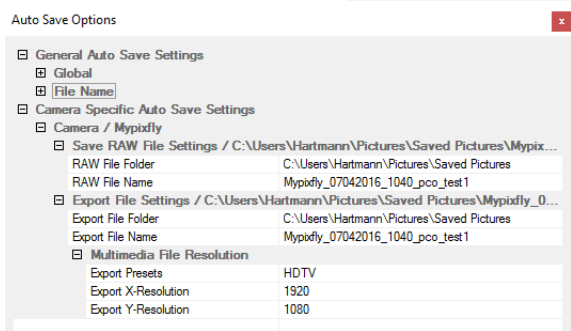 Auto Save Options
x
General Auto Save Settings
Global
File Name
Camera Specific Auto Save Settings
Camera / Mypixfly
Save RAW File Settings / C:\Users\Hartmann\Pictures\Saved Pictures\Mypix...
RAW File Folder C:\Users\Hartmann\Pictures\Saved Pictures
RAW File Name Mypixfly_07042016_1040_pco_test1
Export File Settings / C:\Users\Hartmann\Pictures\Saved Pictures\Mypixfly_0...
Export File Folder C:\Users\Hartmann\Pictures\Saved Pictures
Export File Name Mypixfly_07042016_1040_pco_test1
Multimedia File Resolution
Export Presets HDTV
Export X-Resolution 1920
Export Y-Resolution 1080